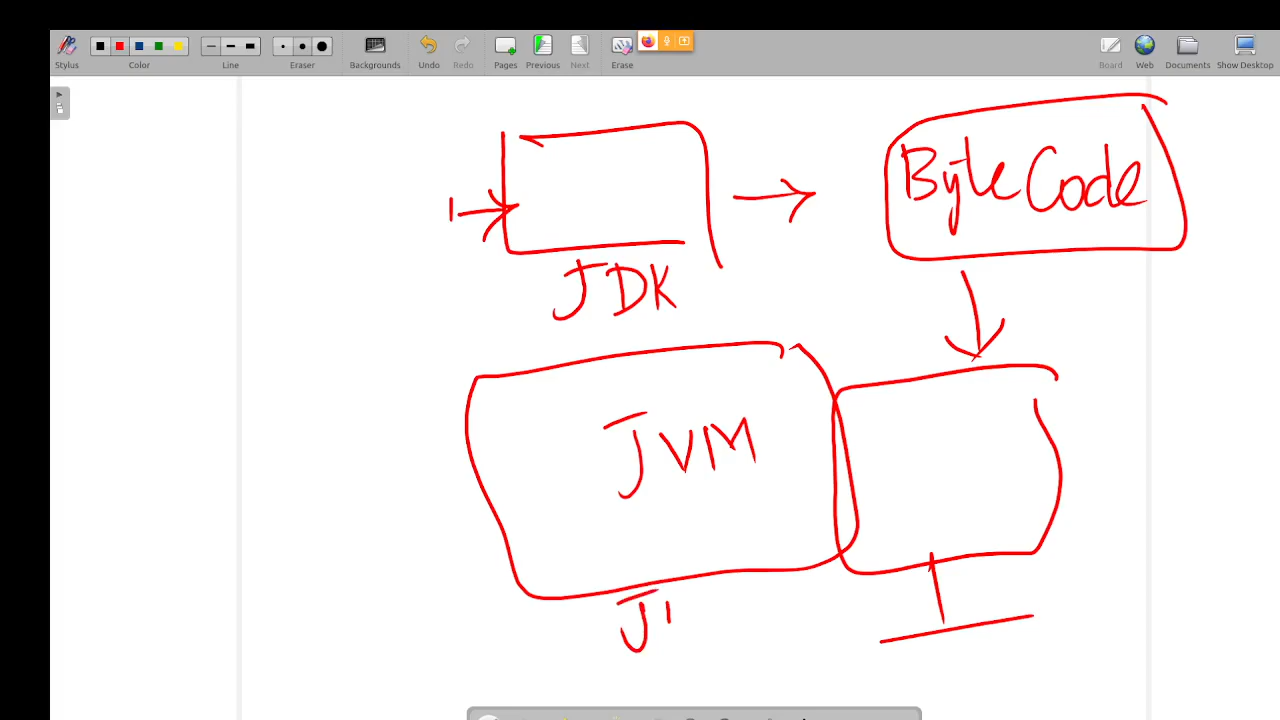 Stylus
Color
Line
Eraser
Backgrounds
Undo
Redo
Pages
Previous
Next
Erase
Board
Web
Documents
Show Desktop
ByteCode
JDK
JVM
J